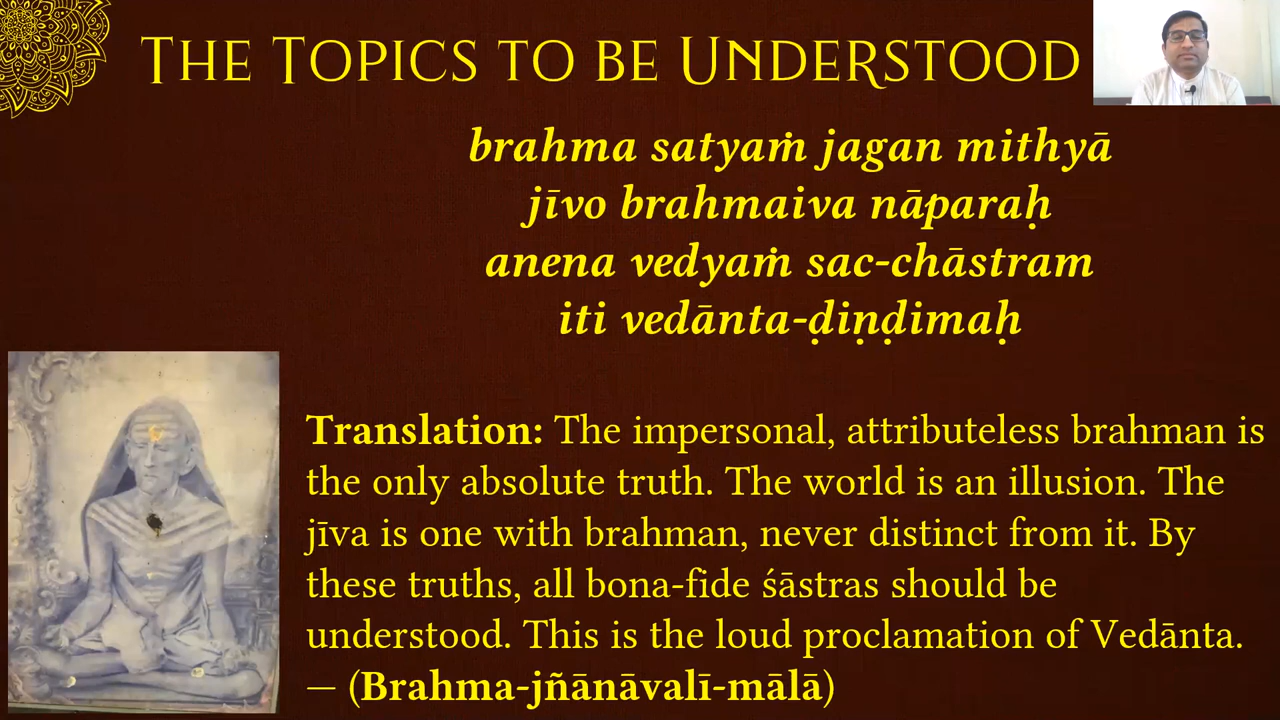 THE TOPICS TO BE UNDERSTOOD
brahma satyaṁ jagan mithyā
jīvo brahmaiva nāparaḥ
anena vedyaṁ sac-chāstram
iti vedānta-ḍiṇḍimaḥ
Translation: The impersonal, attributeless brahman is
the only absolute truth. The world is an illusion. The
jīva is one with brahman, never distinct from it. By
these truths, all bona-fide śāstras should be
understood. This is the loud proclamation of Vedānta.
— (Brahma-jñānāvalī-mālā)